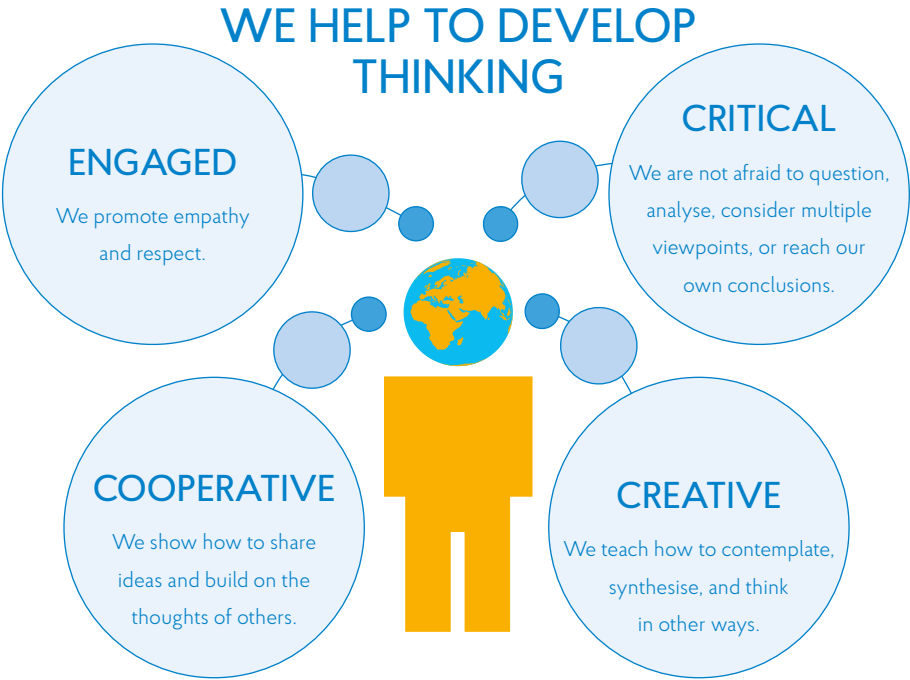 WE HELP TO DEVELOP
THINKING
ENGAGED
We promote empathy
and respect.
CRITICAL
We are not afraid to question,
analyse, consider multiple
viewpoints, or reach our
own conclusions.
COOPERATIVE
We show how to share
ideas and build on the
thoughts of others.
CREATIVE
We teach how to contemplate,
synthesise, and think
in other ways.